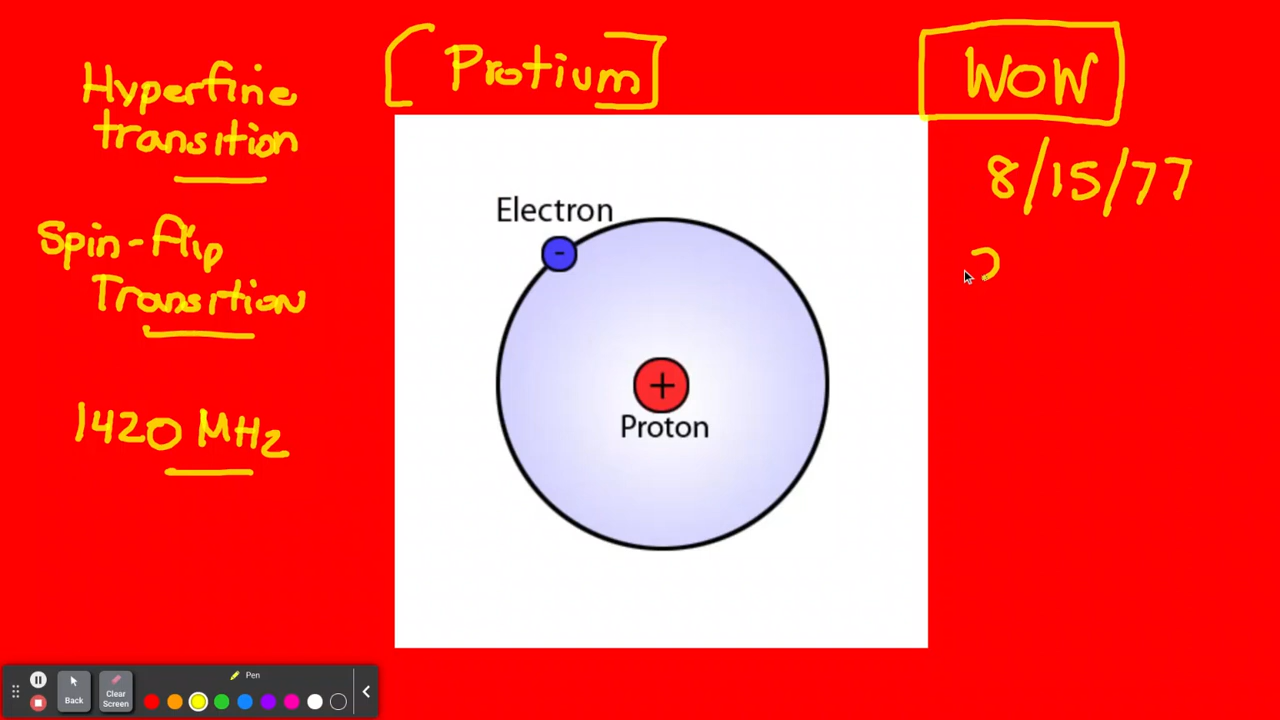 Hyperfine
transition
Spin-Flip
Transition
1420 MHz
[Protium]
Electron
-
+
Proton
WOW
8/15/77
Pen
Back
Clear
Screen